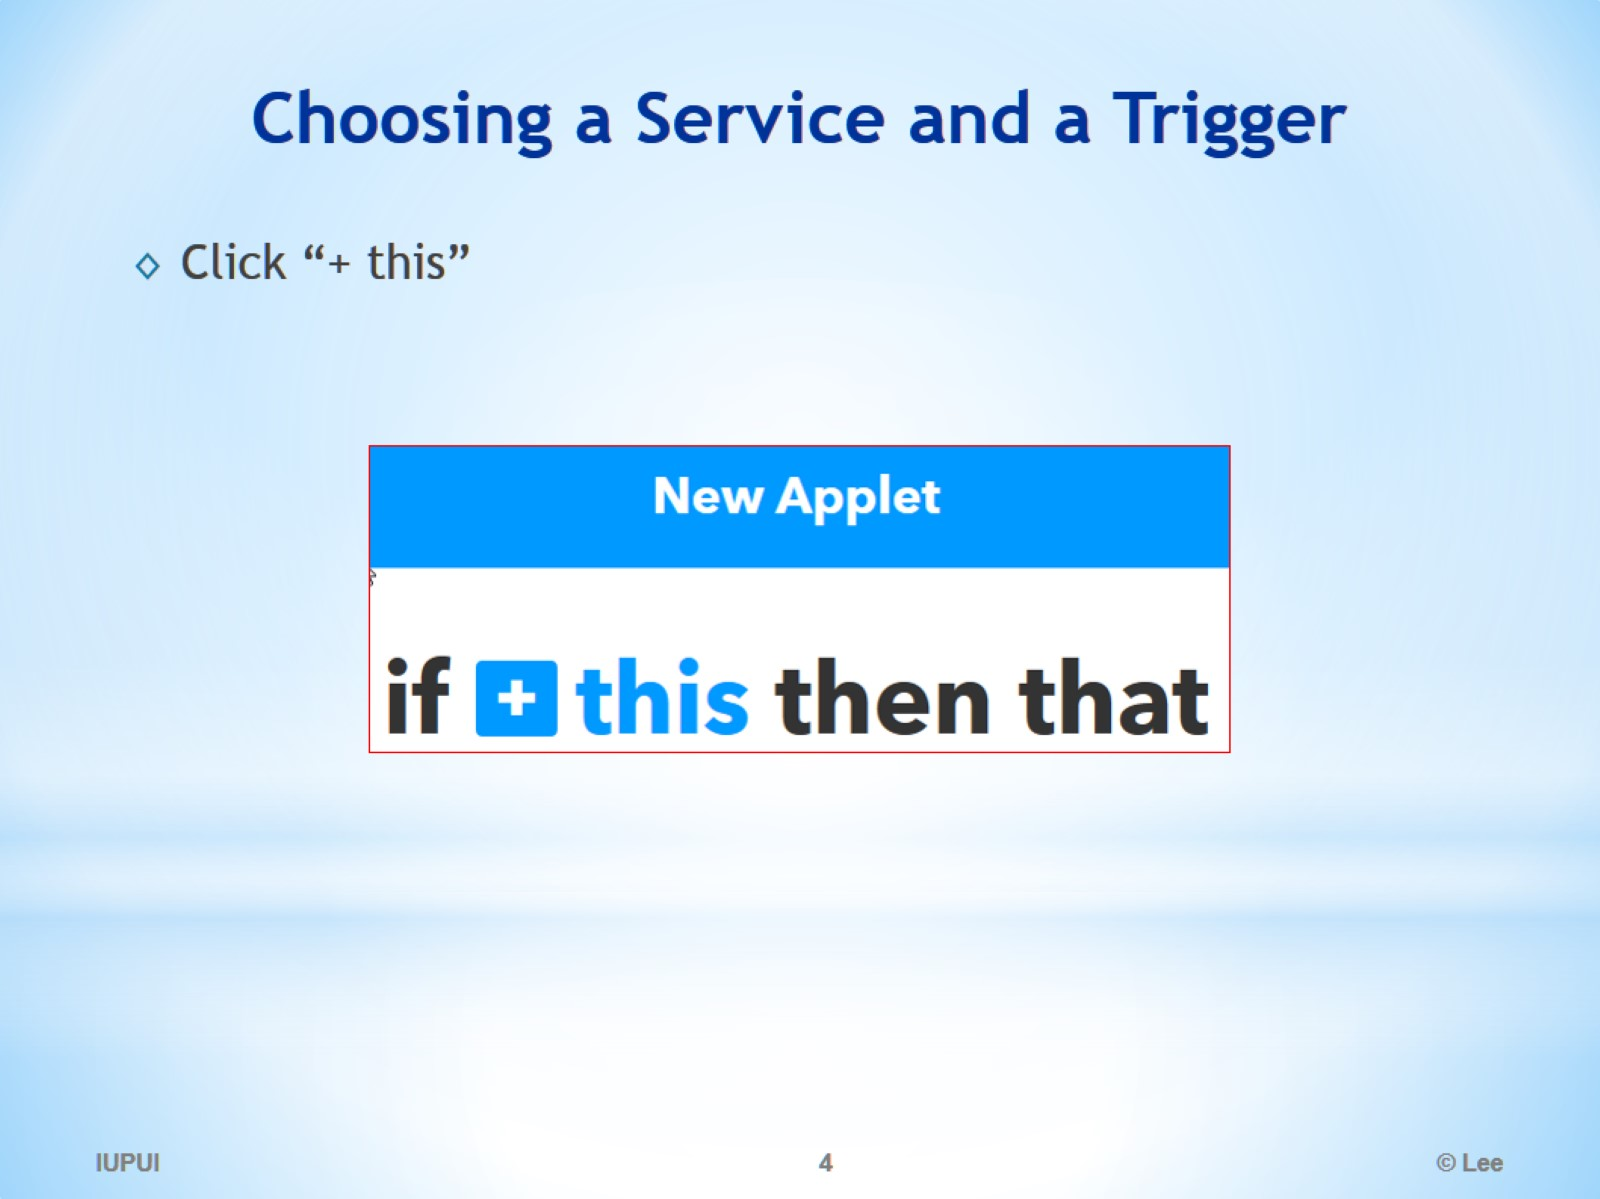 Choosing a Service and a Trigger
◇ Click “+ this”
New Applet
if + this then that
IUPUI 4 © Lee